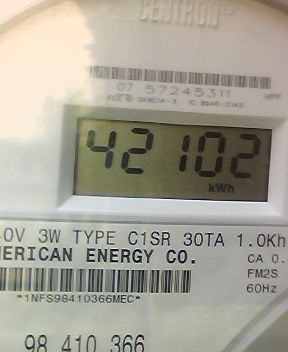 CENTRON®
07 57245311
42102
kWh
0V 3W TYPE C1SR 30TA 1.0Kh
ERICAN ENERGY CO.
CA 0.
FM2S
*1NFS98410366MEC*
60Hz
98 410 366